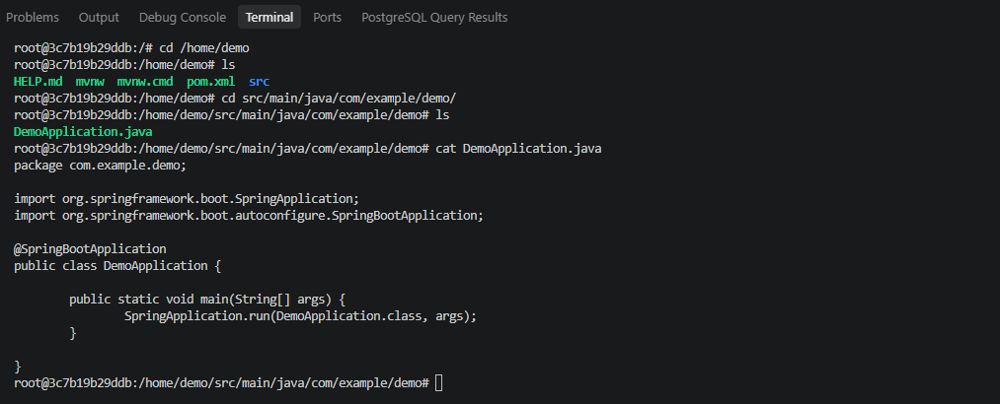 Problems Output Debug Console Terminal Ports PostgreSQL Query Results
root@3c7b19b29ddb:/# cd /home/demo
root@3c7b19b29ddb:/home/demo# ls
HELP.md  mvnw  mvnw.cmd  pom.xml  src
root@3c7b19b29ddb:/home/demo# cd src/main/java/com/example/demo/
root@3c7b19b29ddb:/home/demo/src/main/java/com/example/demo# ls
DemoApplication.java
root@3c7b19b29ddb:/home/demo/src/main/java/com/example/demo# cat DemoApplication.java
package com.example.demo;

import org.springframework.boot.SpringApplication;
import org.springframework.boot.autoconfigure.SpringBootApplication;

@SpringBootApplication
public class DemoApplication {

        public static void main(String[] args) {
                SpringApplication.run(DemoApplication.class, args);
        }

}
root@3c7b19b29ddb:/home/demo/src/main/java/com/example/demo#